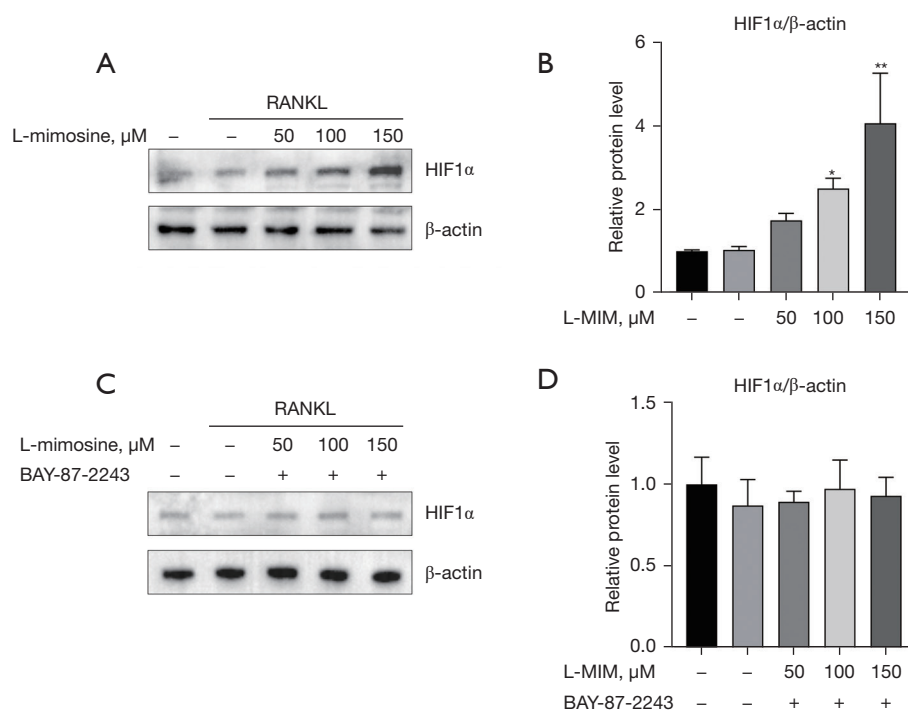 A
RANKL
L-mimosine, μM – – 50 100 150
HIF1α
β-actin
B
HIF1α/β-actin
Relative protein level
6
4
2
0
*
**
L-MIM, μM – – 50 100 150
C
RANKL
L-mimosine, μM – – 50 100 150
BAY-87-2243 – – + + +
HIF1α
β-actin
D
HIF1α/β-actin
Relative protein level
1.5
1.0
0.5
0.0
L-MIM, μM – – 50 100 150
BAY-87-2243 – – + + +